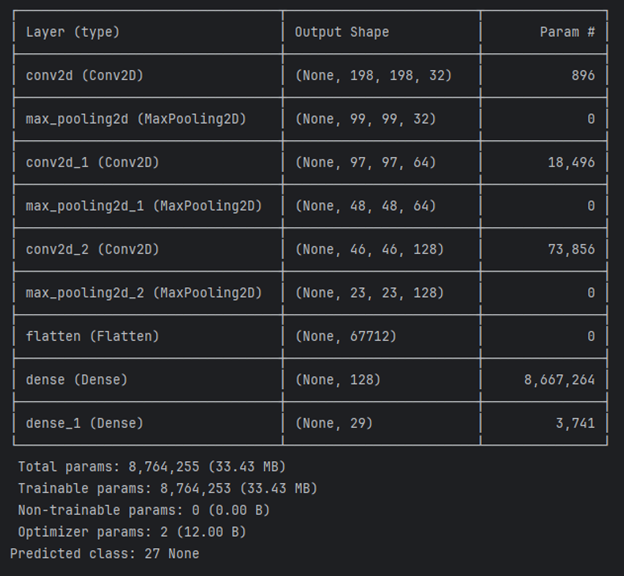 Layer (type) Output Shape Param #
conv2d (Conv2D) (None, 198, 198, 32) 896
max_pooling2d (MaxPooling2D) (None, 99, 99, 32) 0
conv2d_1 (Conv2D) (None, 97, 97, 64) 18,496
max_pooling2d_1 (MaxPooling2D) (None, 48, 48, 64) 0
conv2d_2 (Conv2D) (None, 46, 46, 128) 73,856
max_pooling2d_2 (MaxPooling2D) (None, 23, 23, 128) 0
flatten (Flatten) (None, 67712) 0
dense (Dense) (None, 128) 8,667,264
dense_1 (Dense) (None, 29) 3,741
Total params: 8,764,255 (33.43 MB)
Trainable params: 8,764,253 (33.43 MB)
Non-trainable params: 0 (0.00 B)
Optimizer params: 2 (12.00 B)
Predicted class: 27 None